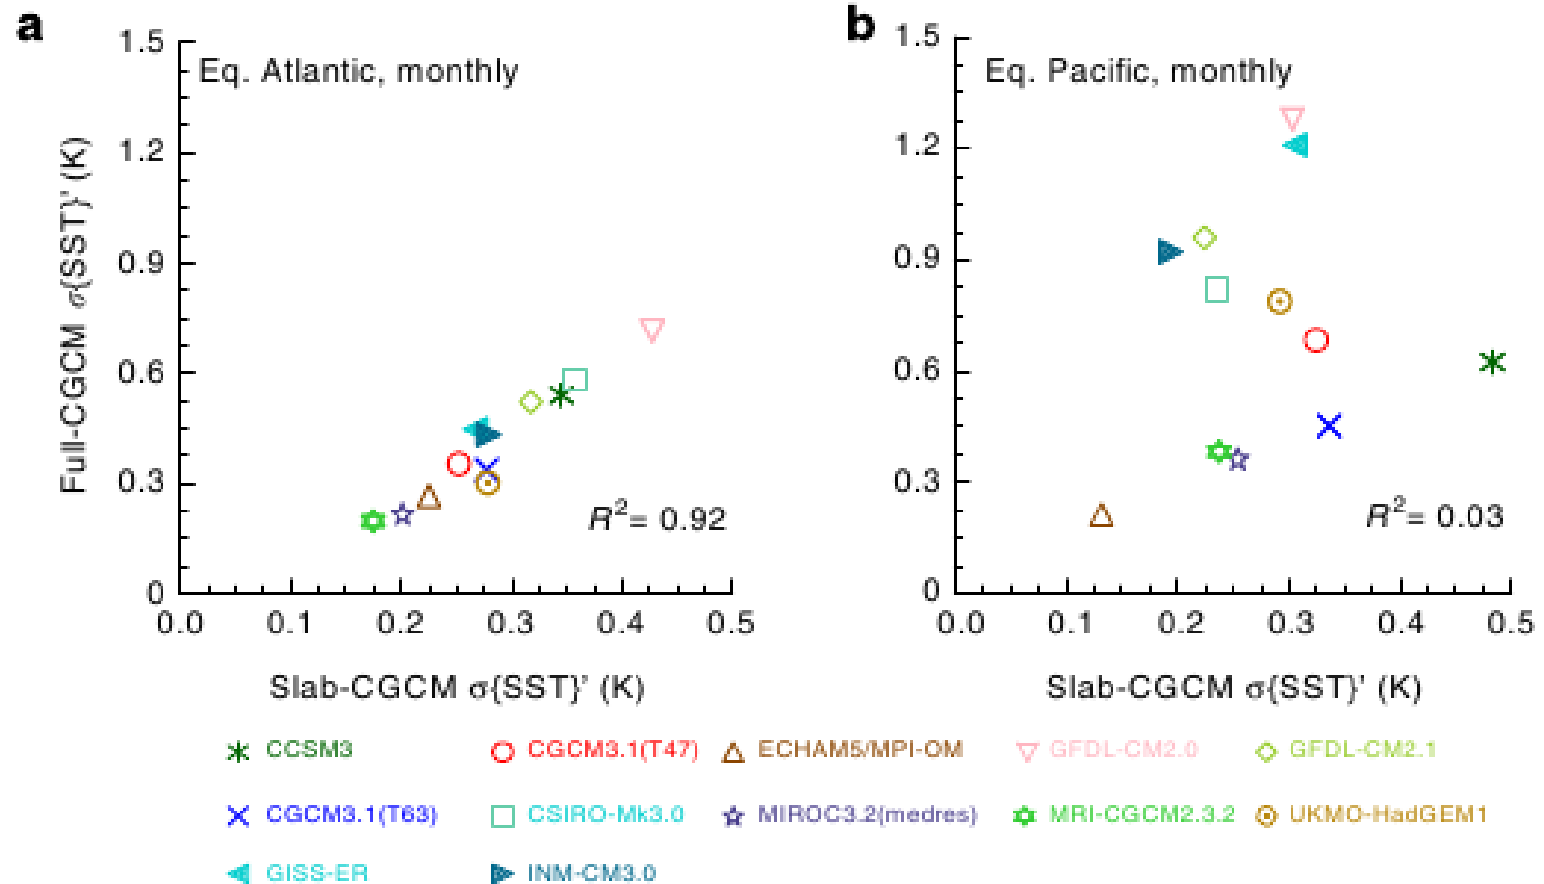 a
b
1.5
1.2
0.9
0.6
0.3
0
Full-CGCM σ{SST}' (K)
Eq. Atlantic, monthly
R²= 0.92
0.0 0.1 0.2 0.3 0.4 0.5
Slab-CGCM σ{SST}' (K)
1.5
1.2
0.9
0.6
0.3
0
Eq. Pacific, monthly
R²= 0.03
0.0 0.1 0.2 0.3 0.4 0.5
Slab-CGCM σ{SST}' (K)
CCSM3 CGCM3.1(T47) ECHAM5/MPI-OM GFDL-CM2.0 GFDL-CM2.1
CGCM3.1(T63) CSIRO-Mk3.0 MIROC3.2(medres) MRI-CGCM2.3.2 UKMO-HadGEM1
GISS-ER INM-CM3.0